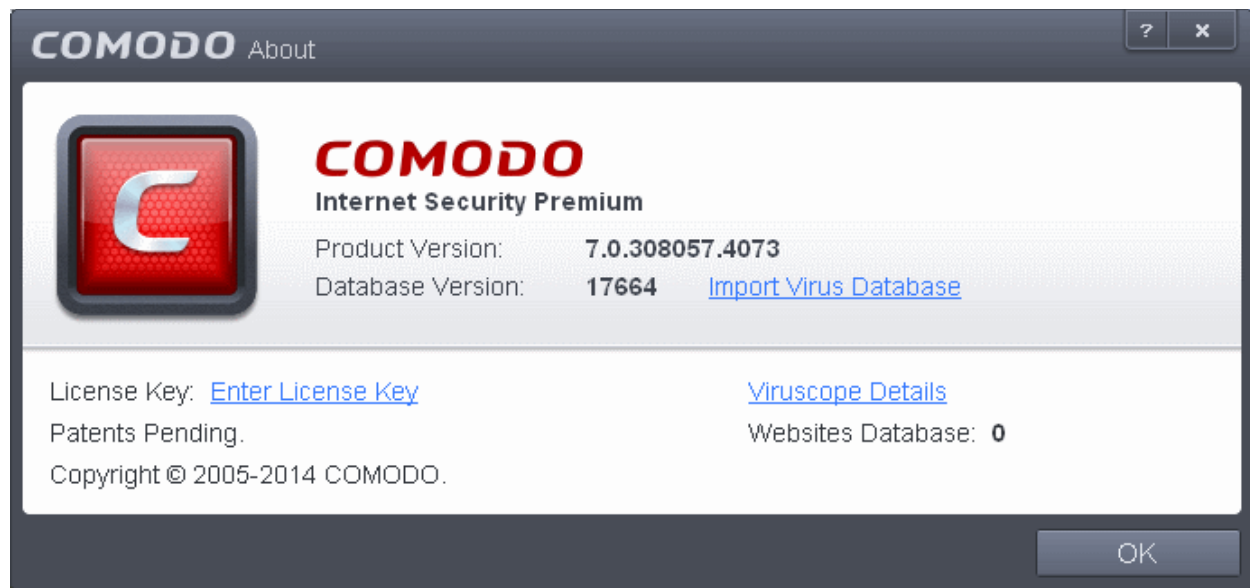 COMODO About
? ×
COMODO
Internet Security Premium
Product Version: 7.0.308057.4073
Database Version: 17664 Import Virus Database
License Key: Enter License Key Viruscope Details
Patents Pending. Websites Database: 0
Copyright © 2005-2014 COMODO.
OK